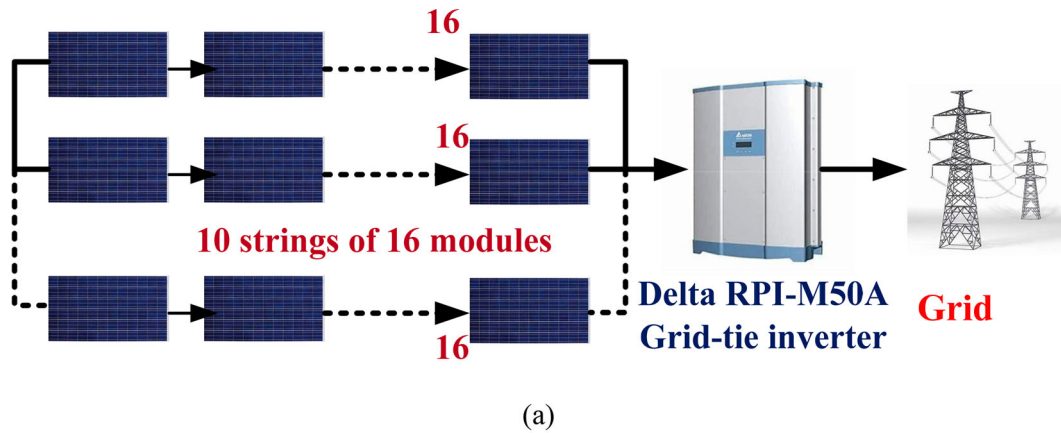 16
16
10 strings of 16 modules
16
Delta RPI-M50A
Grid-tie inverter
Grid
(a)